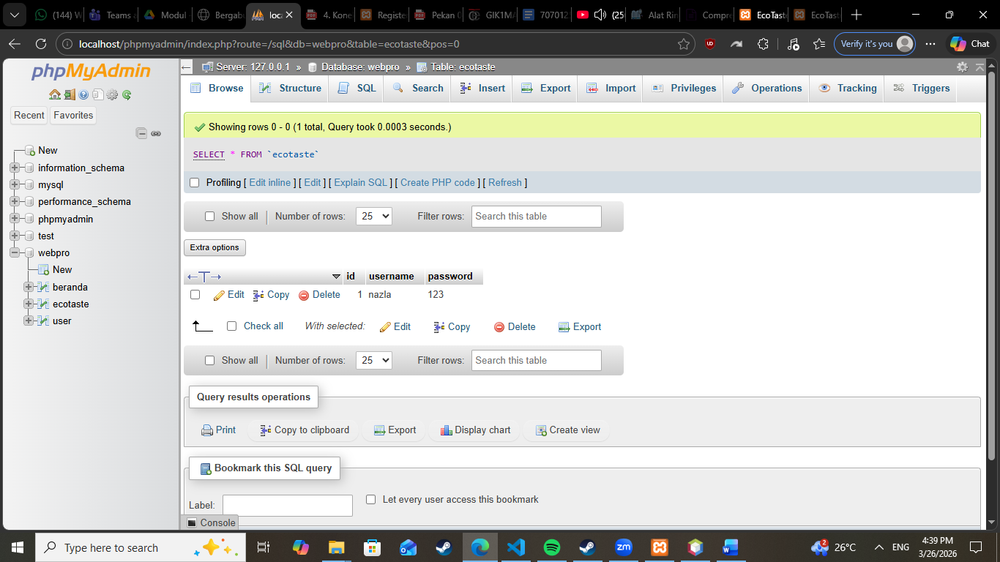 (144) W
Teams a
Modul
Bergabu
loca
4. Kone
Registe
Pekan 0
GIK1MA
707012
(25
Alat Rin
Compre
EcoTast
EcoTast
localhost/phpmyadmin/index.php?route=/sql&db=webpro&table=ecotaste&pos=0
UD
Verify it's you
Chat
phpMyAdmin
Recent
Favorites
New
information_schema
mysql
performance_schema
phpmyadmin
test
webpro
New
beranda
ecotaste
user
Server: 127.0.0.1 » Database: webpro » Table: ecotaste
Browse Structure SQL Search Insert Export Import Privileges Operations Tracking Triggers
Showing rows 0 - 0 (1 total, Query took 0.0003 seconds.)
SELECT * FROM `ecotaste`
Profiling [ Edit inline ] [ Edit ] [ Explain SQL ] [ Create PHP code ] [ Refresh ]
Show all Number of rows: 25 Filter rows: Search this table
Extra options
id username password
Edit Copy Delete 1 nazla 123
Check all With selected: Edit Copy Delete Export
Show all Number of rows: 25 Filter rows: Search this table
Query results operations
Print Copy to clipboard Export Display chart Create view
Bookmark this SQL query
Label: Let every user access this bookmark
Console
Type here to search
zm
2
26°C
ENG
4:39 PM
3/26/2026